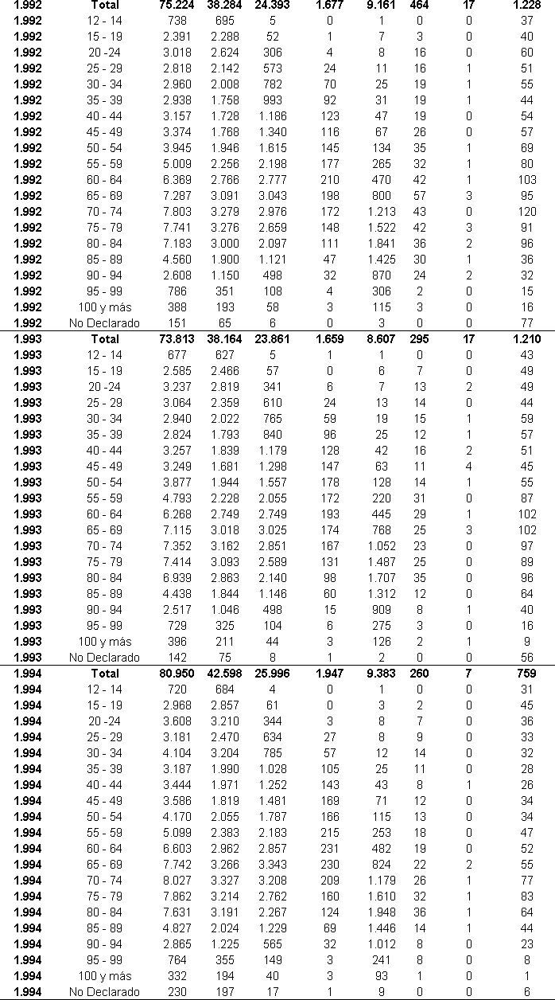 1.992 Total 75.224 38.284 24.393 1.677 9.161 464 17 1.228
1.992 12 - 14 738 695 5 0 1 0 0 37
1.992 15 - 19 2.391 2.288 52 1 7 3 0 40
1.992 20 -24 3.018 2.624 306 4 8 16 0 60
1.992 25 - 29 2.818 2.142 573 24 11 16 1 51
1.992 30 - 34 2.960 2.008 782 70 25 19 1 55
1.992 35 - 39 2.938 1.758 993 92 31 19 1 44
1.992 40 - 44 3.157 1.728 1.186 123 47 19 0 54
1.992 45 - 49 3.374 1.768 1.340 116 67 26 0 57
1.992 50 - 54 3.945 1.946 1.615 145 134 35 1 69
1.992 55 - 59 5.009 2.256 2.198 177 265 32 1 80
1.992 60 - 64 6.369 2.766 2.777 210 470 42 1 103
1.992 65 - 69 7.287 3.091 3.043 198 800 57 3 95
1.992 70 - 74 7.803 3.279 2.976 172 1.213 43 0 120
1.992 75 - 79 7.741 3.276 2.659 148 1.522 42 3 91
1.992 80 - 84 7.183 3.000 2.097 111 1.841 36 2 96
1.992 85 - 89 4.560 1.900 1.121 47 1.425 30 1 36
1.992 90 - 94 2.608 1.150 498 32 870 24 2 32
1.992 95 - 99 786 351 108 4 306 2 0 15
1.992 100 y más 388 193 58 3 115 3 0 16
1.992 No Declarado 151 65 6 0 3 0 0 77
1.993 Total 73.813 38.164 23.861 1.659 8.607 295 17 1.210
1.993 12 - 14 677 627 5 1 1 0 0 43
1.993 15 - 19 2.585 2.466 57 0 6 7 0 49
1.993 20 -24 3.237 2.819 341 6 7 13 2 49
1.993 25 - 29 3.064 2.359 610 24 13 14 0 44
1.993 30 - 34 2.940 2.022 765 59 19 15 1 59
1.993 35 - 39 2.824 1.793 840 96 25 12 1 57
1.993 40 - 44 3.257 1.839 1.179 128 42 16 2 51
1.993 45 - 49 3.249 1.681 1.298 147 63 11 4 45
1.993 50 - 54 3.877 1.944 1.557 178 128 14 1 55
1.993 55 - 59 4.793 2.228 2.055 172 220 31 0 87
1.993 60 - 64 6.268 2.749 2.749 193 445 29 1 102
1.993 65 - 69 7.115 3.018 3.025 174 768 25 3 102
1.993 70 - 74 7.352 3.162 2.851 167 1.052 23 0 97
1.993 75 - 79 7.414 3.093 2.589 131 1.487 25 0 89
1.993 80 - 84 6.939 2.863 2.140 98 1.707 35 0 96
1.993 85 - 89 4.438 1.844 1.146 60 1.312 12 0 64
1.993 90 - 94 2.517 1.046 498 15 909 8 1 40
1.993 95 - 99 729 325 104 6 275 3 0 16
1.993 100 y más 396 211 44 3 126 2 1 9
1.993 No Declarado 142 75 8 1 2 0 0 56
1.994 Total 80.950 42.598 25.996 1.947 9.383 260 7 759
1.994 12 - 14 720 684 4 0 1 0 0 31
1.994 15 - 19 2.968 2.857 61 0 3 2 0 45
1.994 20 -24 3.608 3.210 344 3 8 7 0 36
1.994 25 - 29 3.181 2.470 634 27 8 9 0 33
1.994 30 - 34 4.104 3.204 785 57 12 14 0 32
1.994 35 - 39 3.187 1.990 1.028 105 25 11 0 28
1.994 40 - 44 3.444 1.971 1.252 143 43 8 1 26
1.994 45 - 49 3.586 1.819 1.481 169 71 12 0 34
1.994 50 - 54 4.170 2.055 1.787 166 115 13 0 34
1.994 55 - 59 5.099 2.383 2.183 215 253 18 0 47
1.994 60 - 64 6.603 2.962 2.857 231 482 19 0 52
1.994 65 - 69 7.742 3.266 3.343 230 824 22 2 55
1.994 70 - 74 8.027 3.327 3.208 209 1.179 26 1 77
1.994 75 - 79 7.862 3.214 2.762 160 1.610 32 1 83
1.994 80 - 84 7.631 3.191 2.267 124 1.948 36 1 64
1.994 85 - 89 4.827 2.024 1.229 69 1.446 14 1 44
1.994 90 - 94 2.865 1.225 565 32 1.012 8 0 23
1.994 95 - 99 764 355 149 3 241 8 0 8
1.994 100 y más 332 194 40 3 93 1 0 1
1.994 No Declarado 230 197 17 1 9 0 0 6